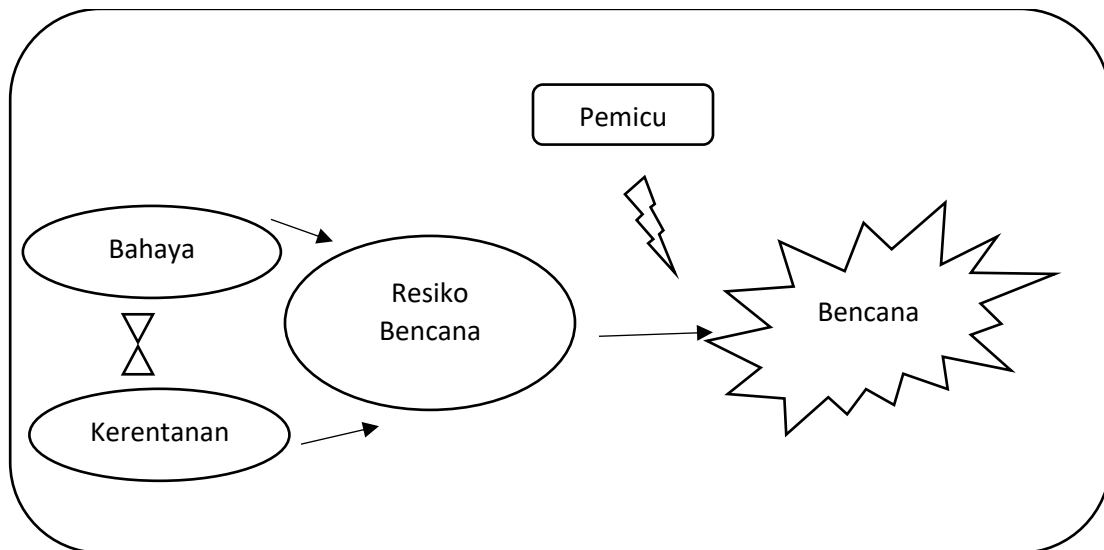 Pemicu
Bahaya
Resiko
Bencana
Bencana
Kerentanan